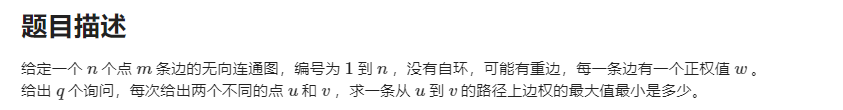 题目描述
给定一个 n 个点 m 条边的无向连通图，编号为 1 到 n ，没有自环，可能有重边，每一条边有一个正权值 w 。
给出 q 个询问，每次给出两个不同的点 u 和 v ，求一条从 u 到 v 的路径上边权的最大值最小是多少。